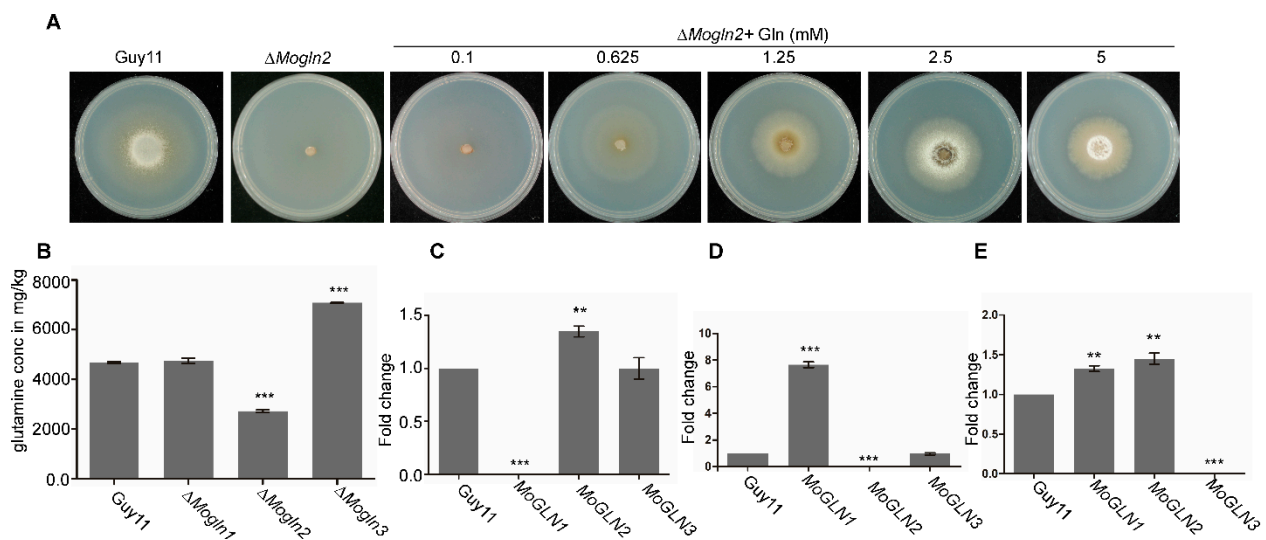 A
ΔMogln2+ Gln (mM)
Guy11 ΔMogln2 0.1 0.625 1.25 2.5 5
B
glutamine conc in mg/kg
8000
6000
4000
2000
0.0
***
***
Guy11 ΔMogln1 ΔMogln2 ΔMogln3
C
Fold change
1.5
1.0
0.5
0.0
***
**
Guy11 MoGLN1 MoGLN2 MoGLN3
D
Fold change
10
8
6
4
2
0
***
***
Guy11 MoGLN1 MoGLN2 MoGLN3
E
Fold change
2.0
1.5
1.0
0.5
0.0
**
**
***
Guy11 MoGLN1 MoGLN2 MoGLN3